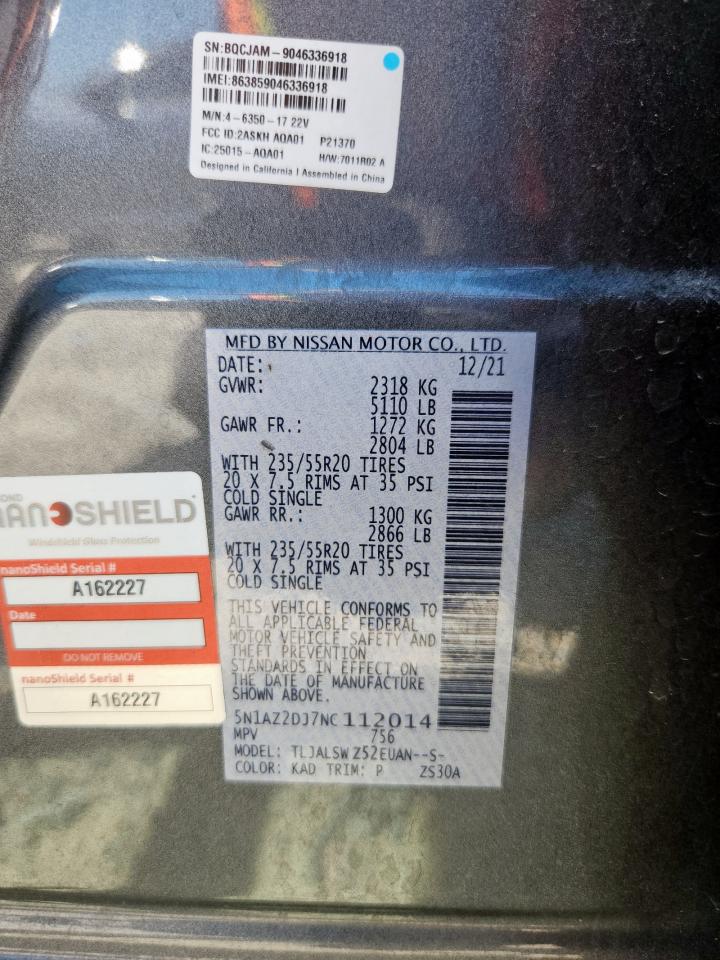 SN:BQCJAM-9046336918
IMEI:863859046336918
M/N:4-6350-17 22V
FCC ID:2ASKH AQA01 P21370
IC:25015-AQA01 H/W:7011R02 A
Designed in California | Assembled in China
MFD BY NISSAN MOTOR CO., LTD.
DATE: 12/21
GVWR: 2318 KG
5110 LB
GAWR FR.: 1272 KG
2804 LB
WITH 235/55R20 TIRES
20 X 7.5 RIMS AT 35 PSI
COLD SINGLE
GAWR RR.: 1300 KG
2866 LB
WITH 235/55R20 TIRES
20 X 7.5 RIMS AT 35 PSI
COLD SINGLE
THIS VEHICLE CONFORMS TO
ALL APPLICABLE FEDERAL
MOTOR VEHICLE SAFETY AND
THEFT PREVENTION
STANDARDS IN EFFECT ON
THE DATE OF MANUFACTURE
SHOWN ABOVE.
5N1AZ2DJ7NC112014
MPV 756
MODEL: TLJALSW Z52EUAN--S-
COLOR: KAD TRIM: P ZS30A
OND
NANOSHIELD
Windshield Glass Protection
nanoShield Serial #
A162227
Date
DO NOT REMOVE
nanoShield Serial #
A162227